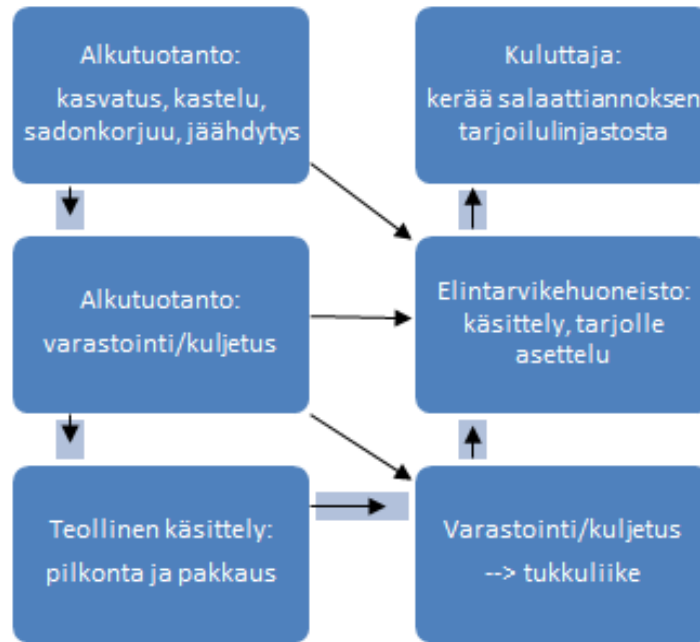 Alkutuotanto:
kasvatus, kastelu,
sadonkorjuu, jäähdytys
Kuluttaja:
kerää salaattiannoksen
tarjoilulinjastosta
Alkutuotanto:
varastointi/kuljetus
Elintarvikehuoneisto:
käsittely, tarjolle
asettelu
Teollinen käsittely:
pilkonta ja pakkaus
Varastointi/kuljetus
--> tukkuliike